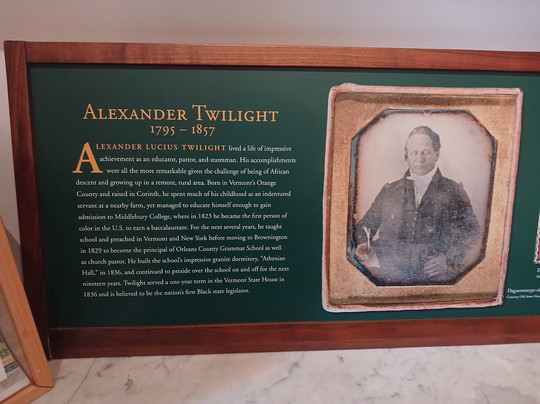 ALEXANDER TWILIGHT
1795 – 1857
ALEXANDER LUCIUS TWILIGHT lived a life of impressive
achievement as an educator, pastor, and statesman. His accomplishments
were all the more remarkable given the challenge of being of African
descent and growing up in a remote, rural area. Born in Vermont's Orange
County and raised in Corinth, he spent much of his childhood as an indentured
servant at a nearby farm, yet managed to educate himself enough to gain
admission to Middlebury College, where in 1823 he became the first person of
color in the U.S. to earn a baccalaureate. For the next several years, he taught
school and preached in Vermont and New York before moving to Brownington
in 1829 to become the principal of Orleans County Grammar School as well
as church pastor. He built the school's impressive granite dormitory, "Athenian
Hall," in 1836, and continued to preside over the school on and off for the next
nineteen years. Twilight served a one-year term in the Vermont State House in
1836 and is believed to be the nation's first Black state legislator.
Daguerreotype of
Courtesy Old Stone